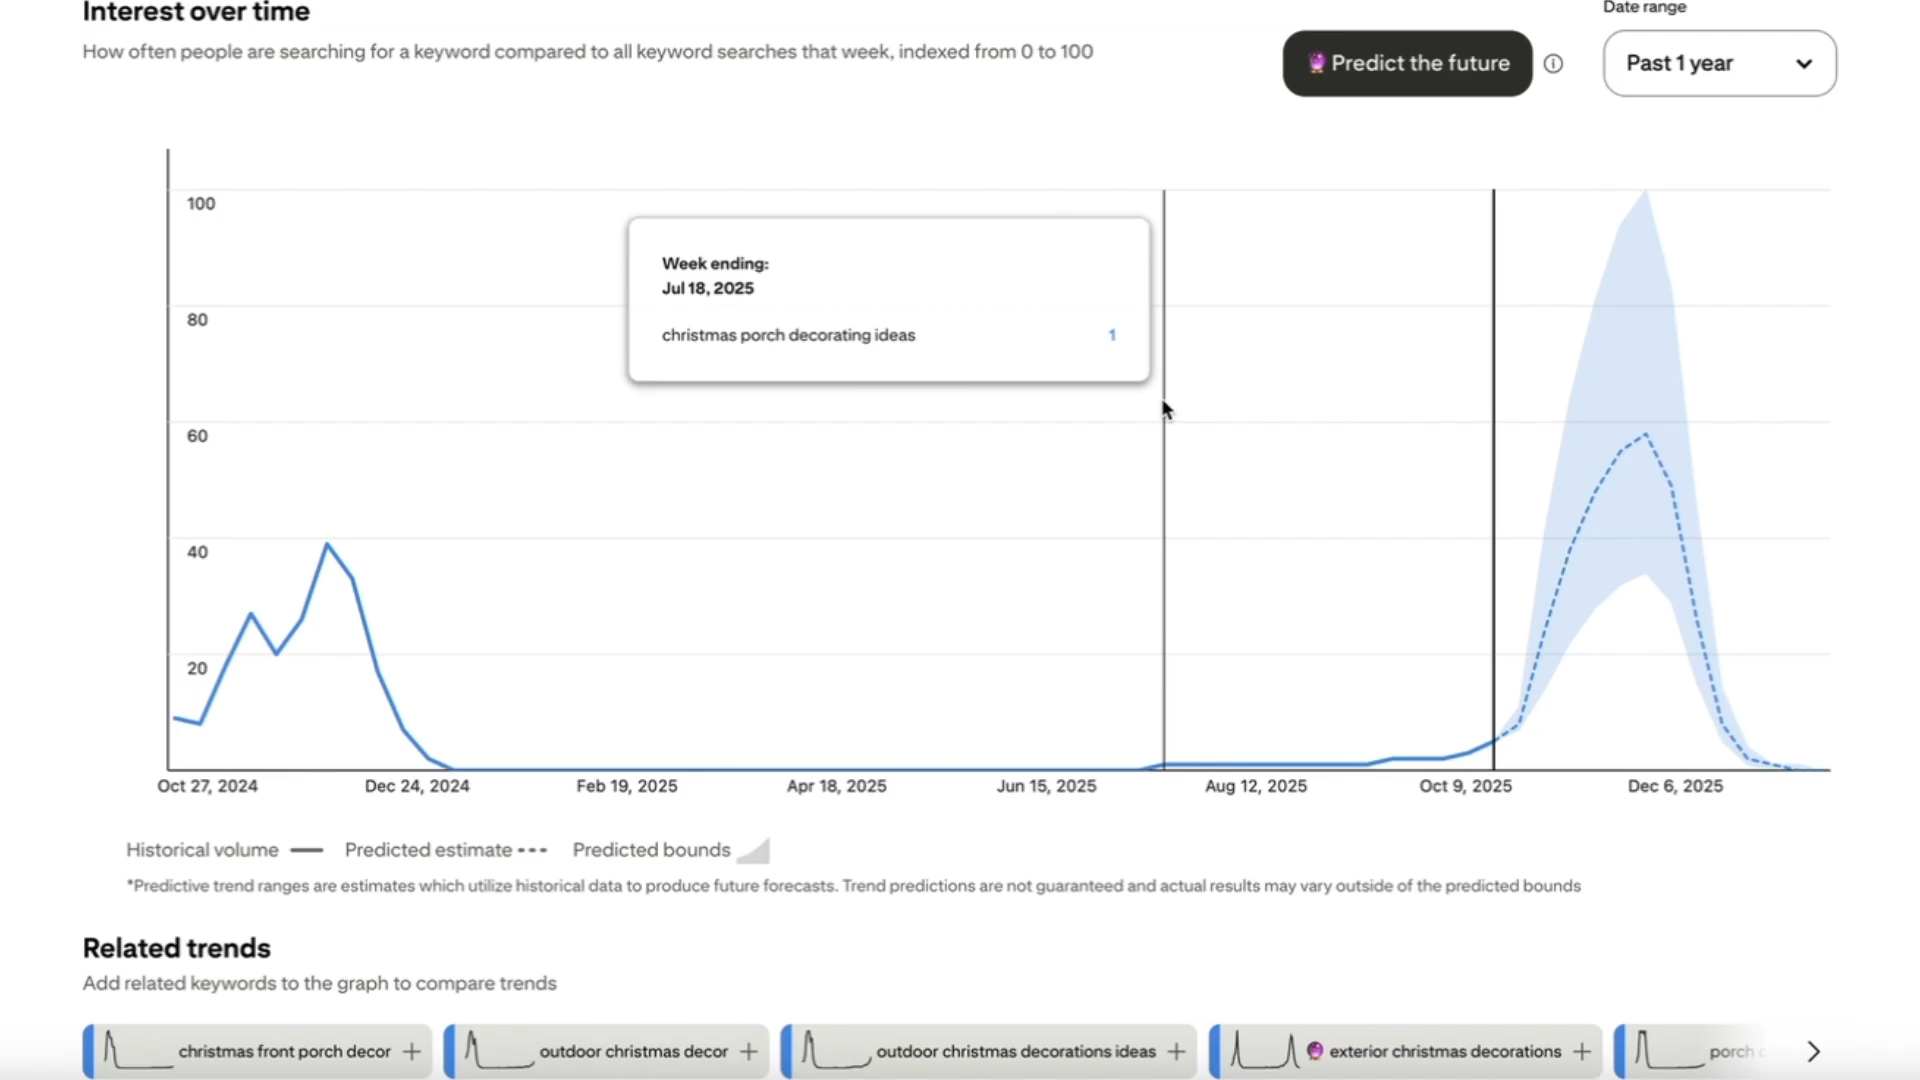 Interest over time
How often people are searching for a keyword compared to all keyword searches that week, indexed from 0 to 100
Predict the future
Date range
Past 1 year
100
80
60
40
20
Week ending:
Jul 18, 2025
christmas porch decorating ideas 1
Oct 27, 2024 Dec 24, 2024 Feb 19, 2025 Apr 18, 2025 Jun 15, 2025 Aug 12, 2025 Oct 9, 2025 Dec 6, 2025
Historical volume Predicted estimate Predicted bounds
*Predictive trend ranges are estimates which utilize historical data to produce future forecasts. Trend predictions are not guaranteed and actual results may vary outside of the predicted bounds
Related trends
Add related keywords to the graph to compare trends
christmas front porch decor + outdoor christmas decor + outdoor christmas decorations ideas + exterior christmas decorations + porch